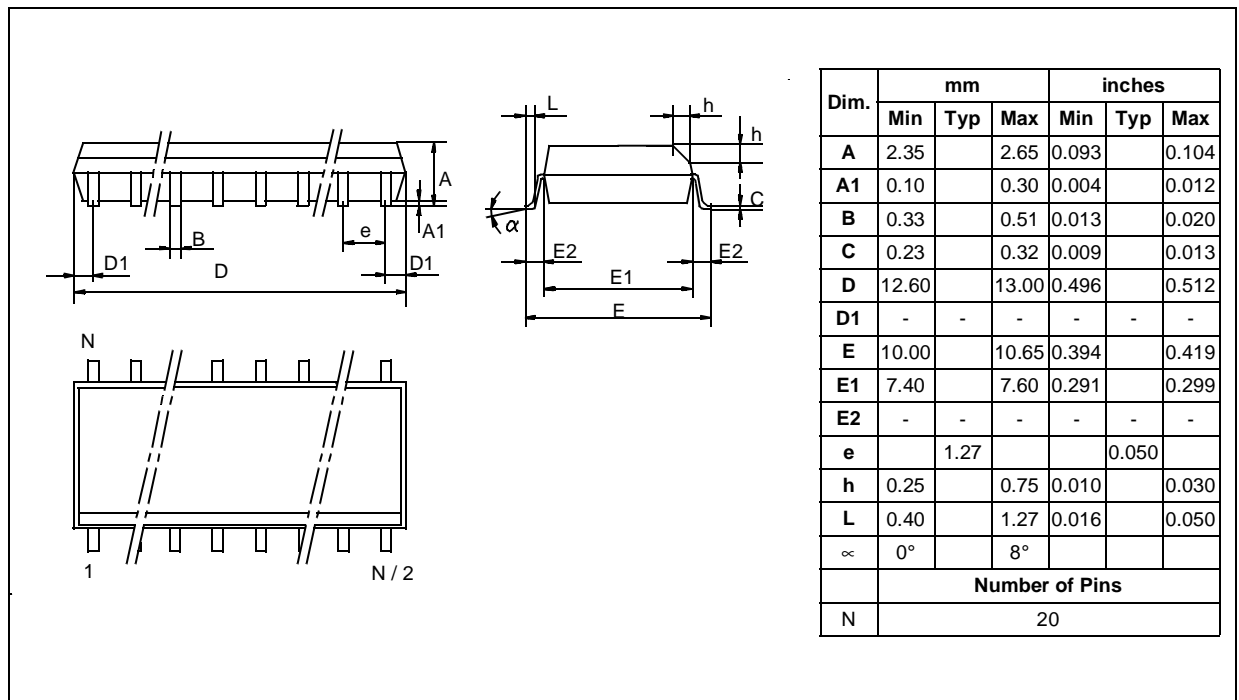 L
h
h
A
C
A1
α
B
e
D1
D
D1
E2
E2
E1
E
N
1
N / 2
Dim. mm inches
Min Typ Max Min Typ Max
A 2.35 2.65 0.093 0.104
A1 0.10 0.30 0.004 0.012
B 0.33 0.51 0.013 0.020
C 0.23 0.32 0.009 0.013
D 12.60 13.00 0.496 0.512
D1 - - - - - -
E 10.00 10.65 0.394 0.419
E1 7.40 7.60 0.291 0.299
E2 - - - - - -
e 1.27 0.050
h 0.25 0.75 0.010 0.030
L 0.40 1.27 0.016 0.050
∝ 0° 8°
Number of Pins
N 20